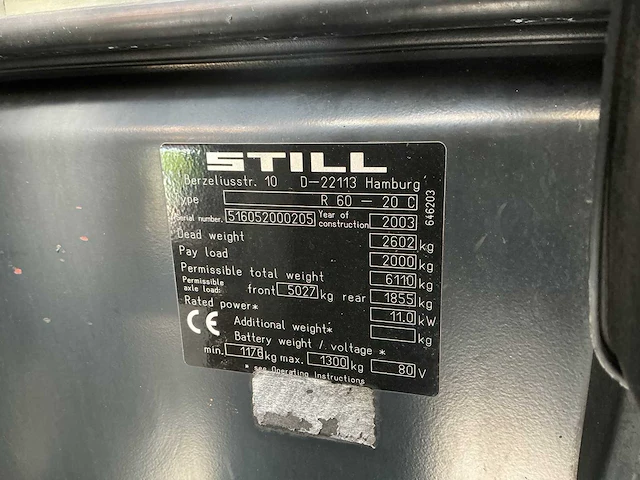 STILL
Berzeliusstr. 10 D-22113 Hamburg
Type R 60 - 20 C
Serial number. 516052000205 Year of construction 2003
Dead weight 2602 kg
Pay load 2000 kg
Permissible total weight 6110 kg
Permissible axle load: front 5027 kg rear 1855 kg
Rated power* 11.0 kW
CE Additional weight* kg
Battery weight / voltage *
min. 1176 kg max. 1300 kg 80 V
* see Operating Instructions
646203